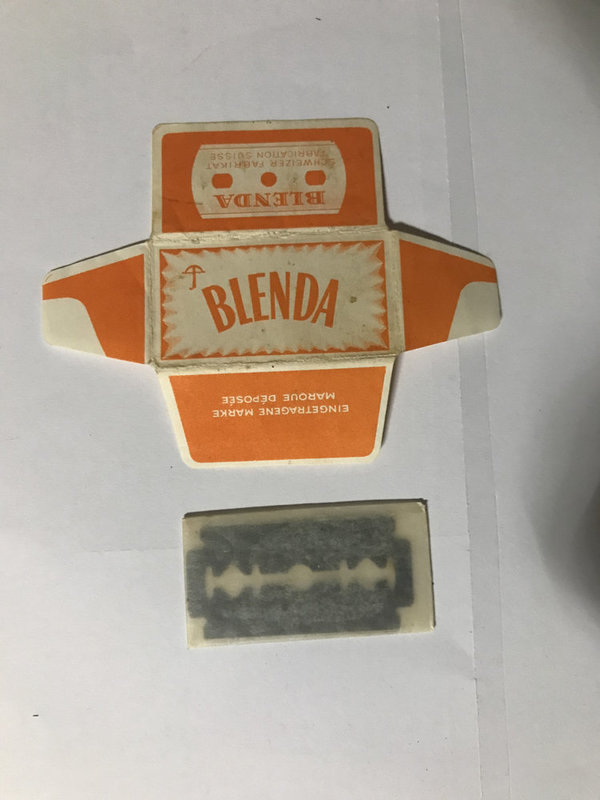 SCHWEIZER FABRIKAT
FABRICATION SUISSE
BLENDA
BLENDA
EINGETRAGENE MARKE
MARQUE DÉPOSÉE